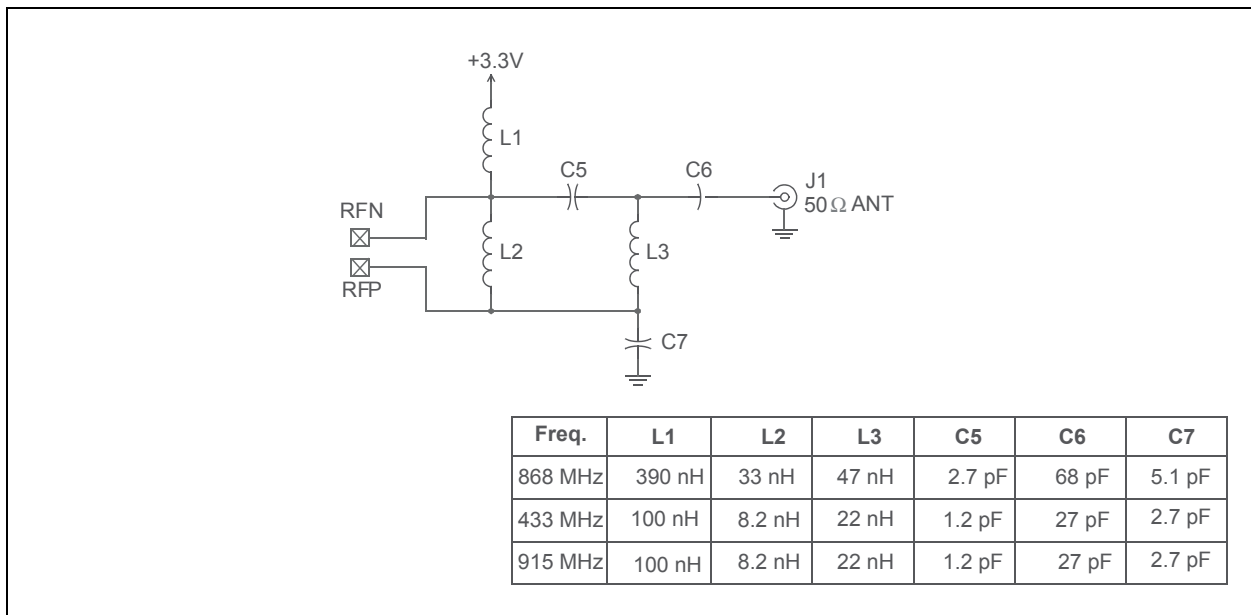 +3.3V
L1
C5
C6
J1
50 Ω ANT
RFN
L2
L3
RFP
C7
Freq. L1 L2 L3 C5 C6 C7
868 MHz 390 nH 33 nH 47 nH 2.7 pF 68 pF 5.1 pF
433 MHz 100 nH 8.2 nH 22 nH 1.2 pF 27 pF 2.7 pF
915 MHz 100 nH 8.2 nH 22 nH 1.2 pF 27 pF 2.7 pF